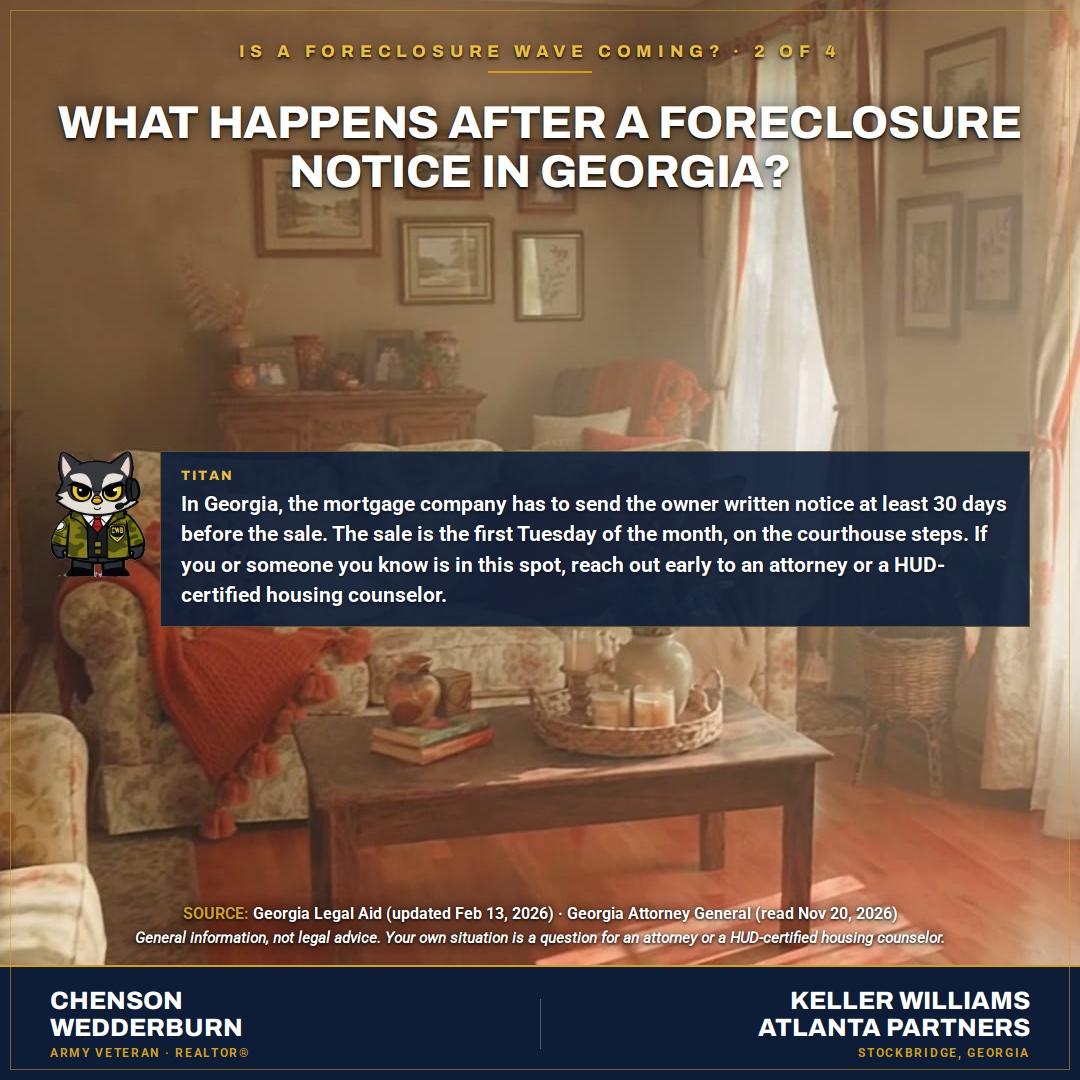 IS A FORECLOSURE WAVE COMING? · 2 OF 4
WHAT HAPPENS AFTER A FORECLOSURE
NOTICE IN GEORGIA?
TITAN
In Georgia, the mortgage company has to send the owner written notice at least 30 days
before the sale. The sale is the first Tuesday of the month, on the courthouse steps. If
you or someone you know is in this spot, reach out early to an attorney or a HUD-
certified housing counselor.
CWB
SOURCE: Georgia Legal Aid (updated Feb 13, 2026) · Georgia Attorney General (read Nov 20, 2026)
General information, not legal advice. Your own situation is a question for an attorney or a HUD-certified housing counselor.
CHENSON
WEDDERBURN
ARMY VETERAN · REALTOR®
KELLER WILLIAMS
ATLANTA PARTNERS
STOCKBRIDGE, GEORGIA